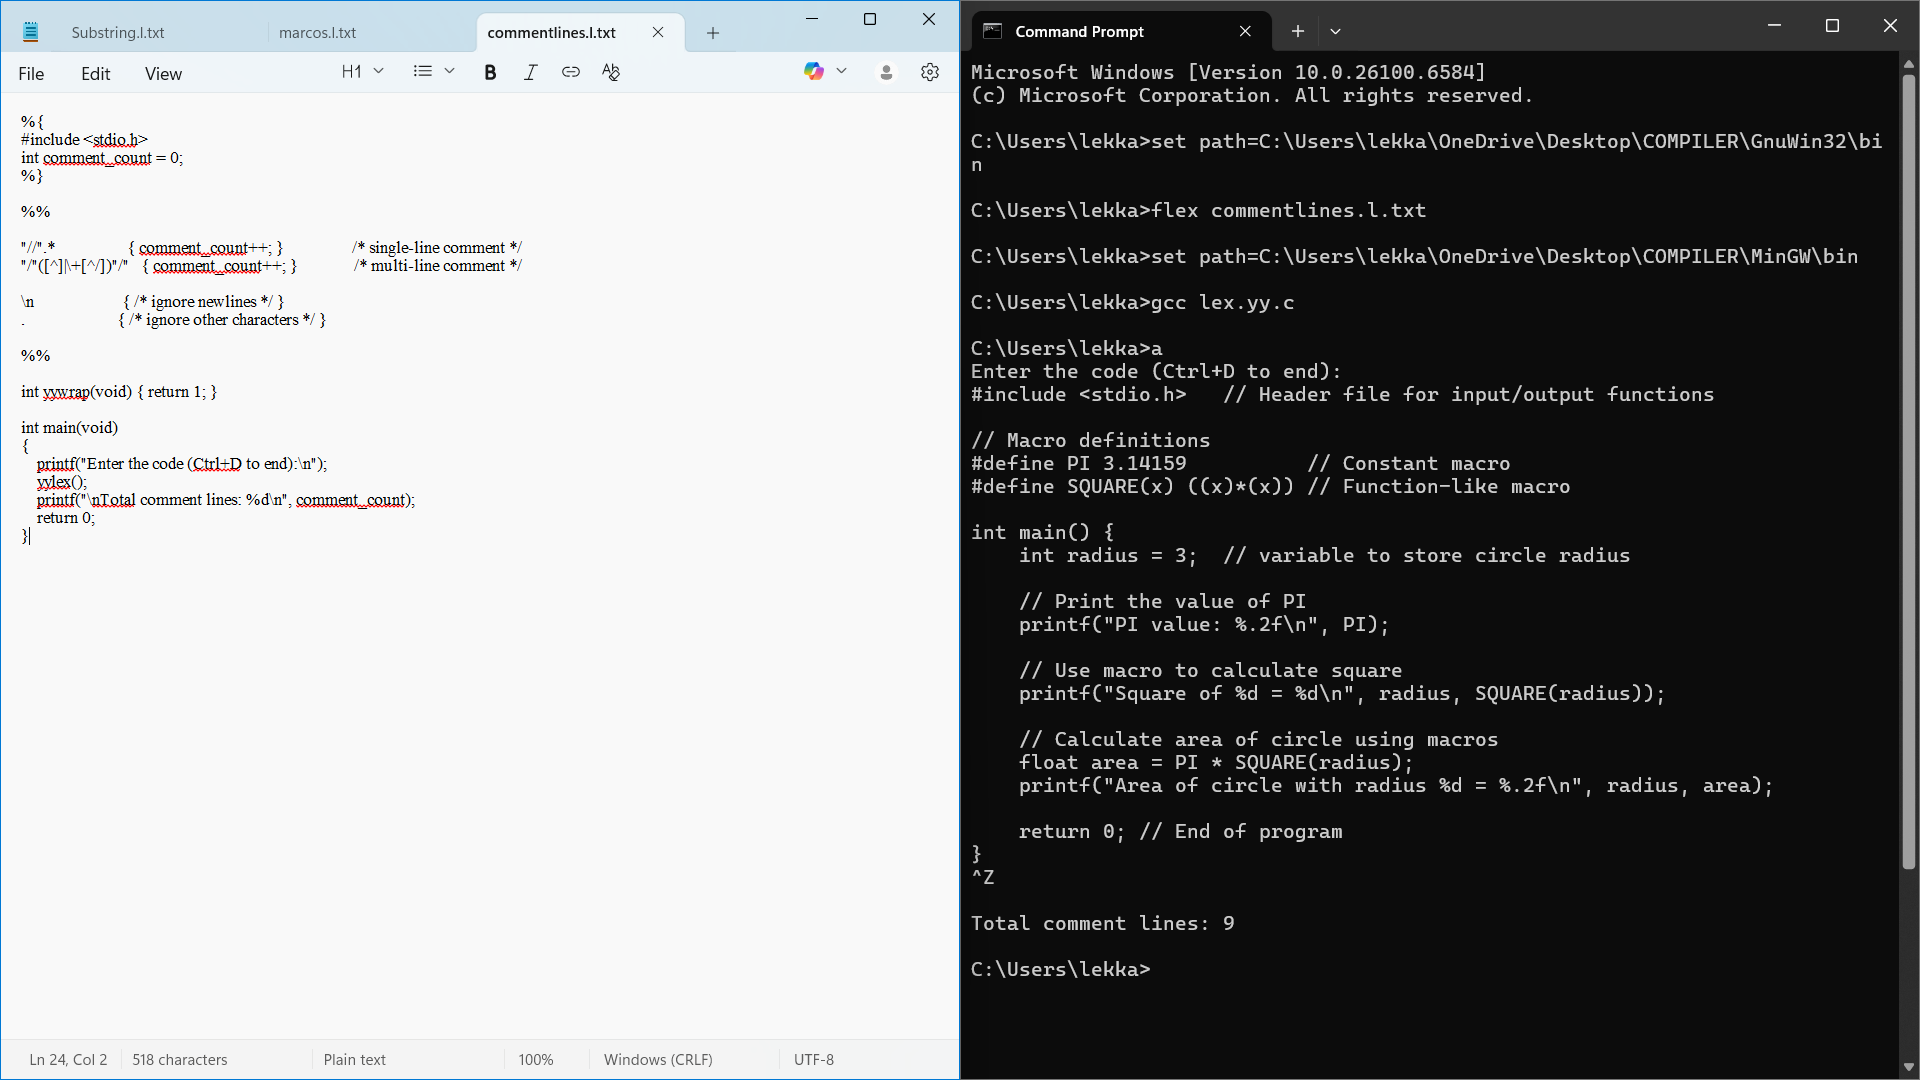 Substring.l.txt
marcos.l.txt
commentlines.l.txt
File Edit View H1 B I
%{
#include <stdio.h>
int comment_count = 0;
%}
%%
"//".* { comment_count++; } /* single-line comment */
"/"([^]|\+[^/])"/" { comment_count++; } /* multi-line comment */
\n { /* ignore newlines */ }
. { /* ignore other characters */ }
%%
int yywrap(void) { return 1; }
int main(void)
{
printf("Enter the code (Ctrl+D to end):\n");
yylex();
printf("\nTotal comment lines: %d\n", comment_count);
return 0;
}
Ln 24, Col 2 518 characters Plain text 100% Windows (CRLF) UTF-8
Command Prompt
Microsoft Windows [Version 10.0.26100.6584]
(c) Microsoft Corporation. All rights reserved.
C:\Users\lekka>set path=C:\Users\lekka\OneDrive\Desktop\COMPILER\GnuWin32\bi
n
C:\Users\lekka>flex commentlines.l.txt
C:\Users\lekka>set path=C:\Users\lekka\OneDrive\Desktop\COMPILER\MinGW\bin
C:\Users\lekka>gcc lex.yy.c
C:\Users\lekka>a
Enter the code (Ctrl+D to end):
#include <stdio.h> // Header file for input/output functions
// Macro definitions
#define PI 3.14159 // Constant macro
#define SQUARE(x) ((x)*(x)) // Function-like macro
int main() {
int radius = 3; // variable to store circle radius
// Print the value of PI
printf("PI value: %.2f\n", PI);
// Use macro to calculate square
printf("Square of %d = %d\n", radius, SQUARE(radius));
// Calculate area of circle using macros
float area = PI * SQUARE(radius);
printf("Area of circle with radius %d = %.2f\n", radius, area);
return 0; // End of program
}
^Z
Total comment lines: 9
C:\Users\lekka>